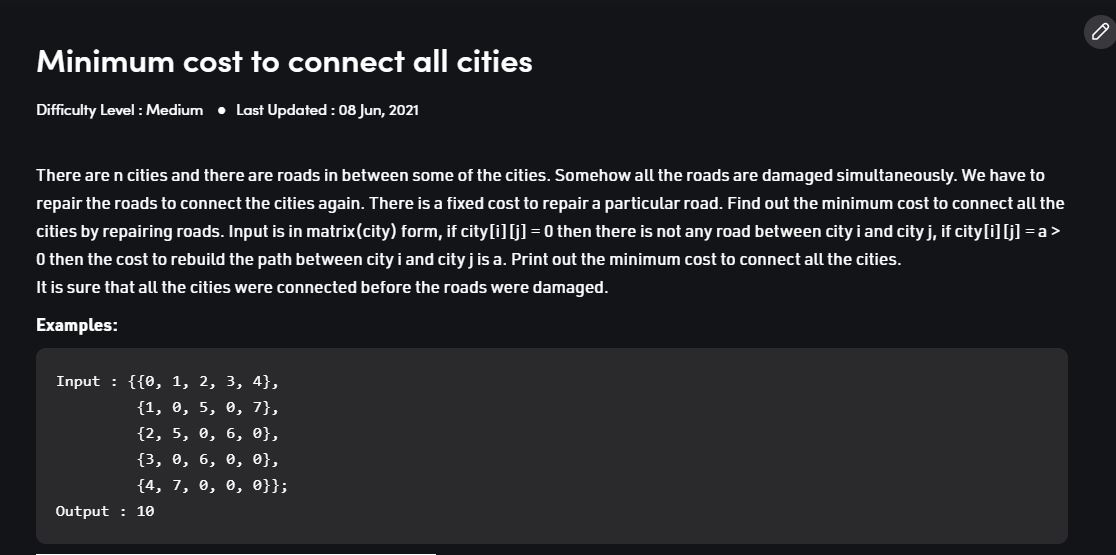 Minimum cost to connect all cities
Difficulty Level : Medium ● Last Updated : 08 Jun, 2021
There are n cities and there are roads in between some of the cities. Somehow all the roads are damaged simultaneously. We have to
repair the roads to connect the cities again. There is a fixed cost to repair a particular road. Find out the minimum cost to connect all the
cities by repairing roads. Input is in matrix(city) form, if city[i][j] = 0 then there is not any road between city i and city j, if city[i][j] = a >
0 then the cost to rebuild the path between city i and city j is a. Print out the minimum cost to connect all the cities.
It is sure that all the cities were connected before the roads were damaged.
Examples:
Input : {{0, 1, 2, 3, 4},
{1, 0, 5, 0, 7},
{2, 5, 0, 6, 0},
{3, 0, 6, 0, 0},
{4, 7, 0, 0, 0}};
Output : 10